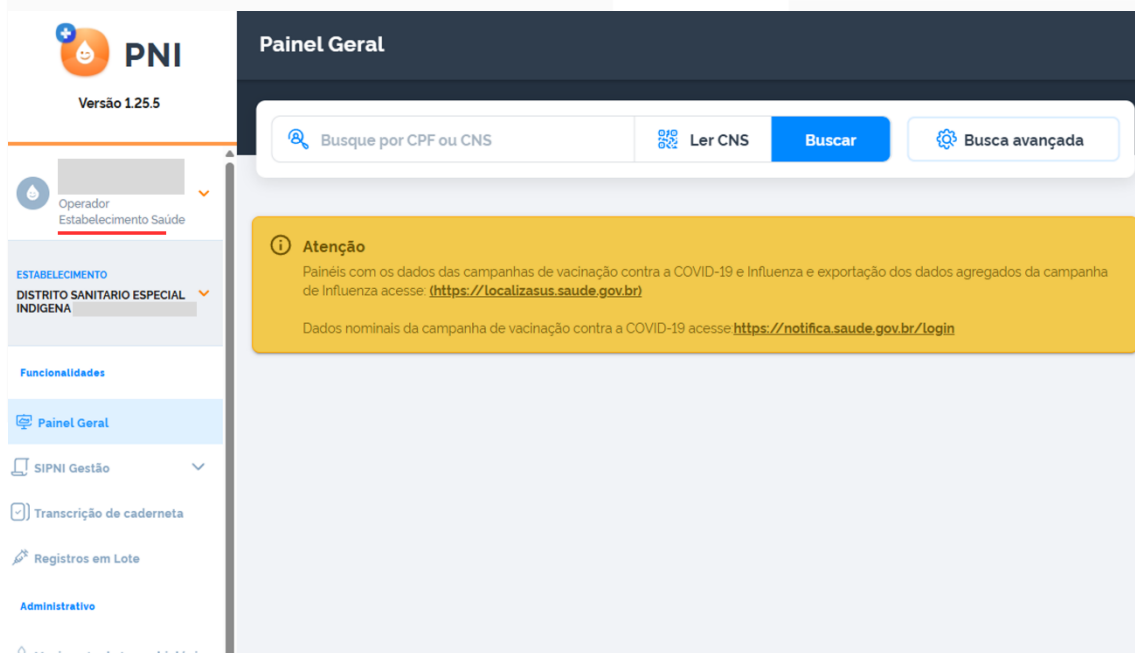 PNI
Versão 1.25.5
Operador
Estabelecimento Saúde
ESTABELECIMENTO
DISTRITO SANITARIO ESPECIAL
INDIGENA
Funcionalidades
Painel Geral
SIPNI Gestão
Transcrição de caderneta
Registros em Lote
Administrativo
Painel Geral
Busque por CPF ou CNS
Ler CNS
Buscar
Busca avançada
Atenção
Painéis com os dados das campanhas de vacinação contra a COVID-19 e Influenza e exportação dos dados agregados da campanha
de Influenza acesse: (https://localizasus.saude.gov.br)
Dados nominais da campanha de vacinação contra a COVID-19 acesse:https://notifica.saude.gov.br/login